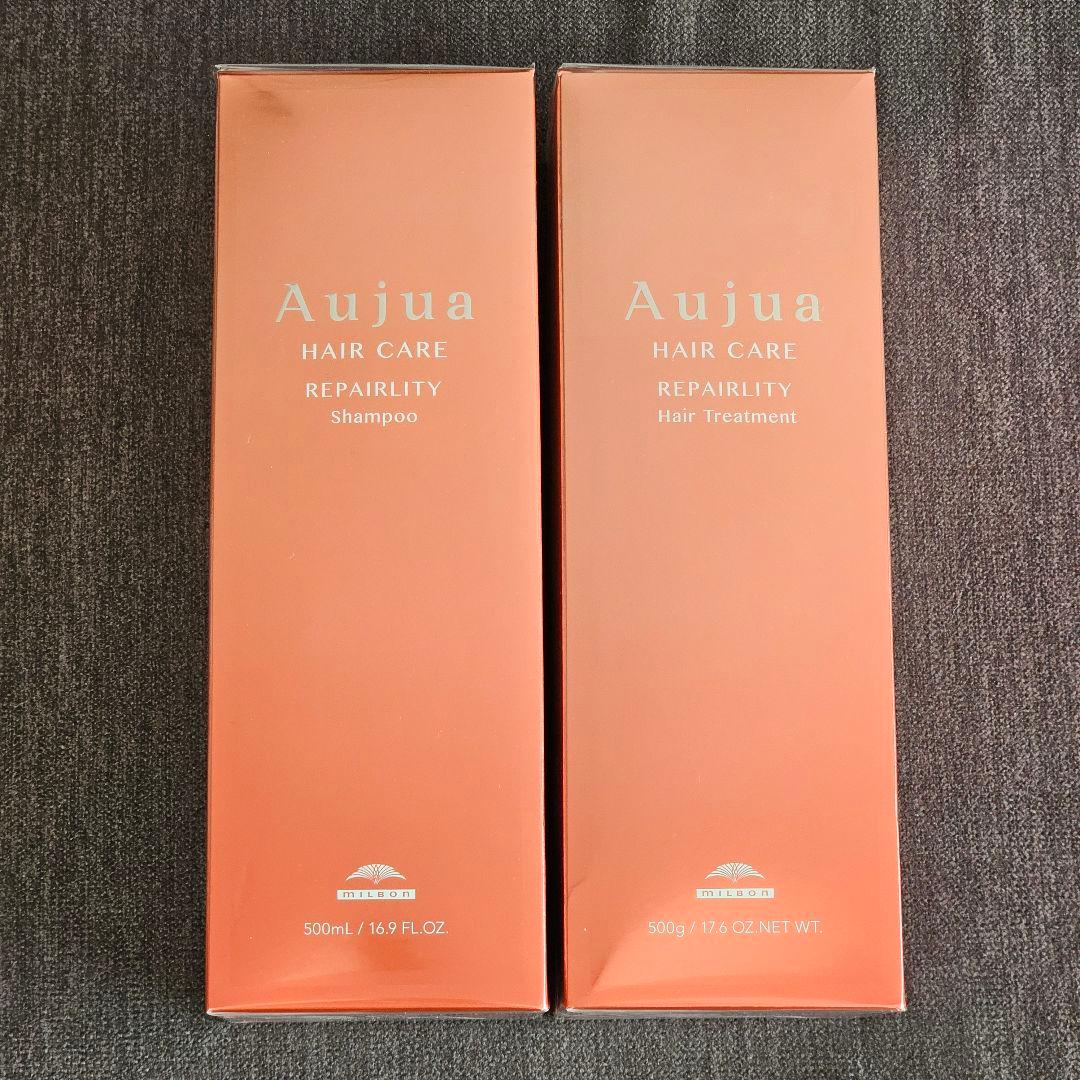 Aujua
HAIR CARE
REPAIRLITY
Shampoo
MILBON
500mL / 16.9 FL.OZ.
Aujua
HAIR CARE
REPAIRLITY
Hair Treatment
MILBON
500g / 17.6 OZ.NET WT.